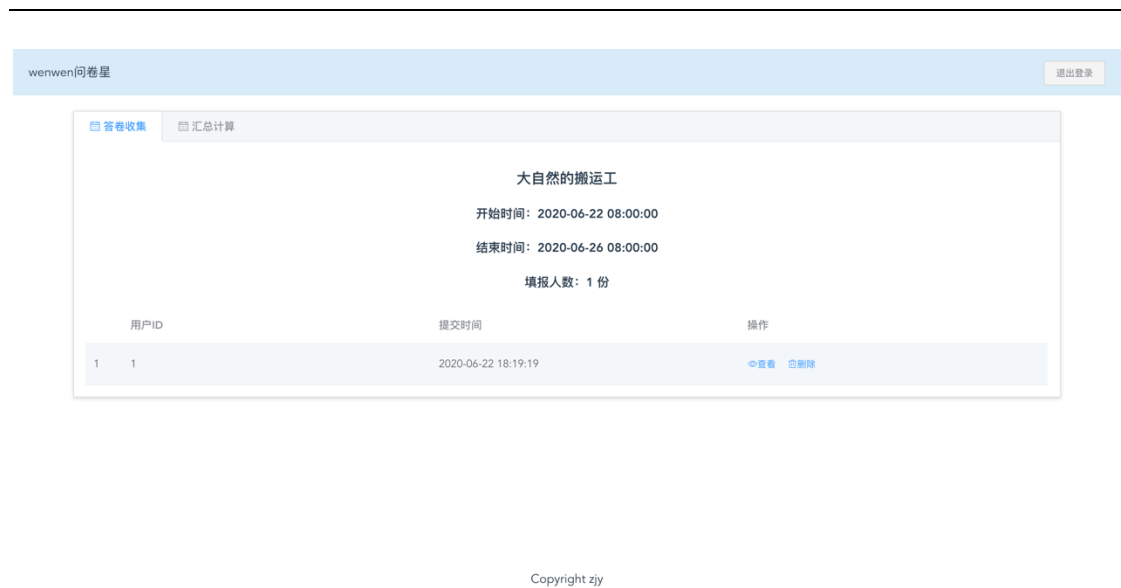 wenwen问卷星
退出登录
答卷收集 汇总计算
大自然的搬运工
开始时间：2020-06-22 08:00:00
结束时间：2020-06-26 08:00:00
填报人数：1 份
用户ID 提交时间 操作
1 1 2020-06-22 18:19:19 查看 删除
Copyright zjy